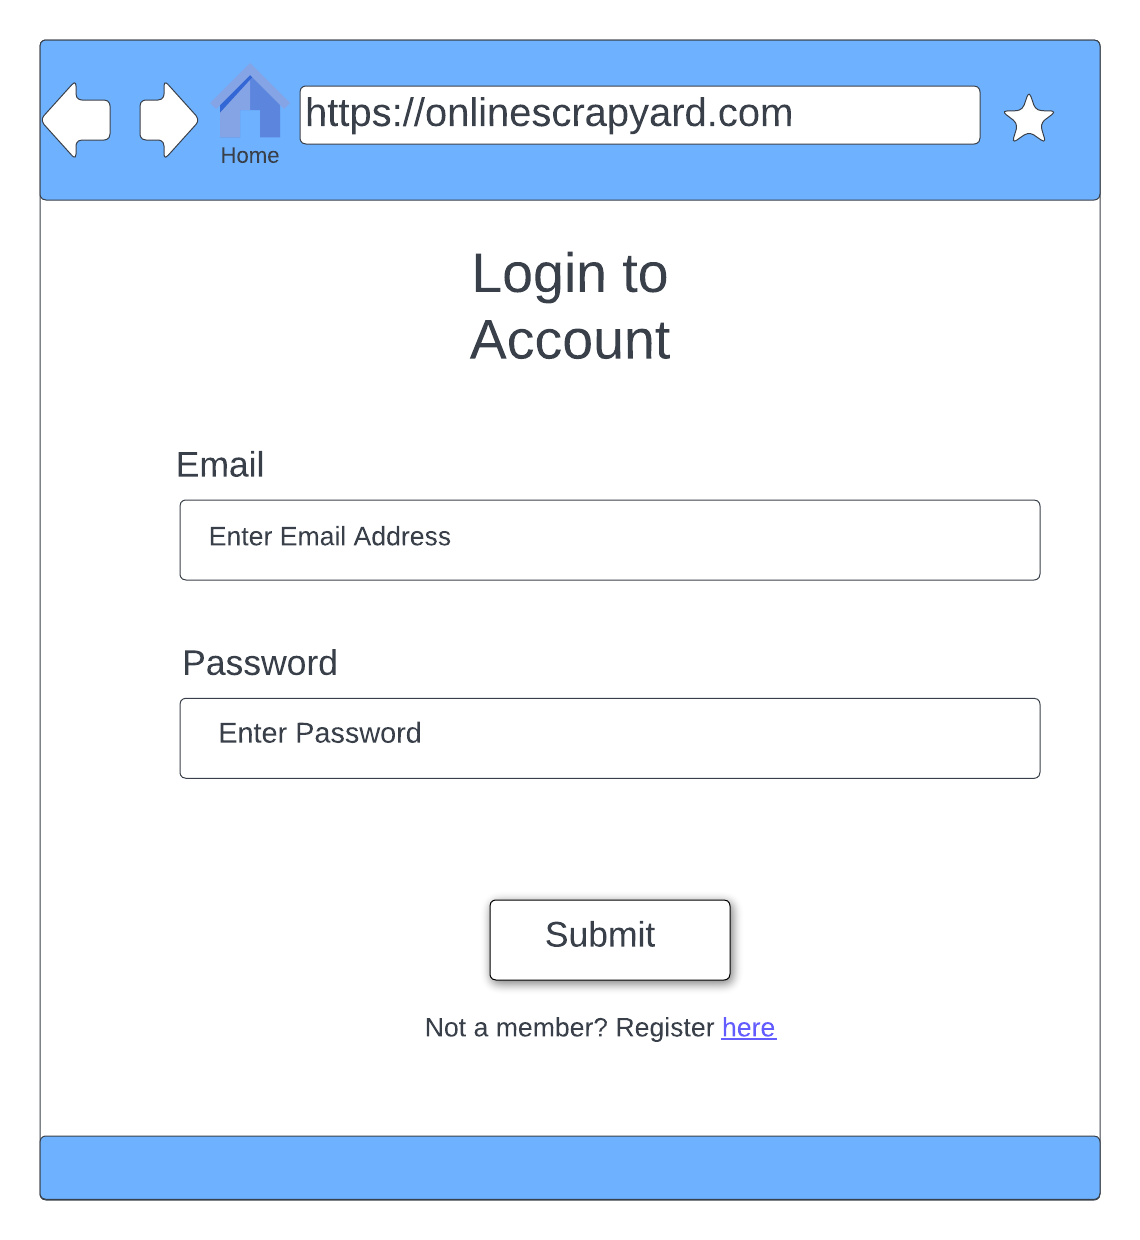 https://onlinescrapyard.com
Home
Login to
Account
Email
Enter Email Address
Password
Enter Password
Submit
Not a member? Register here